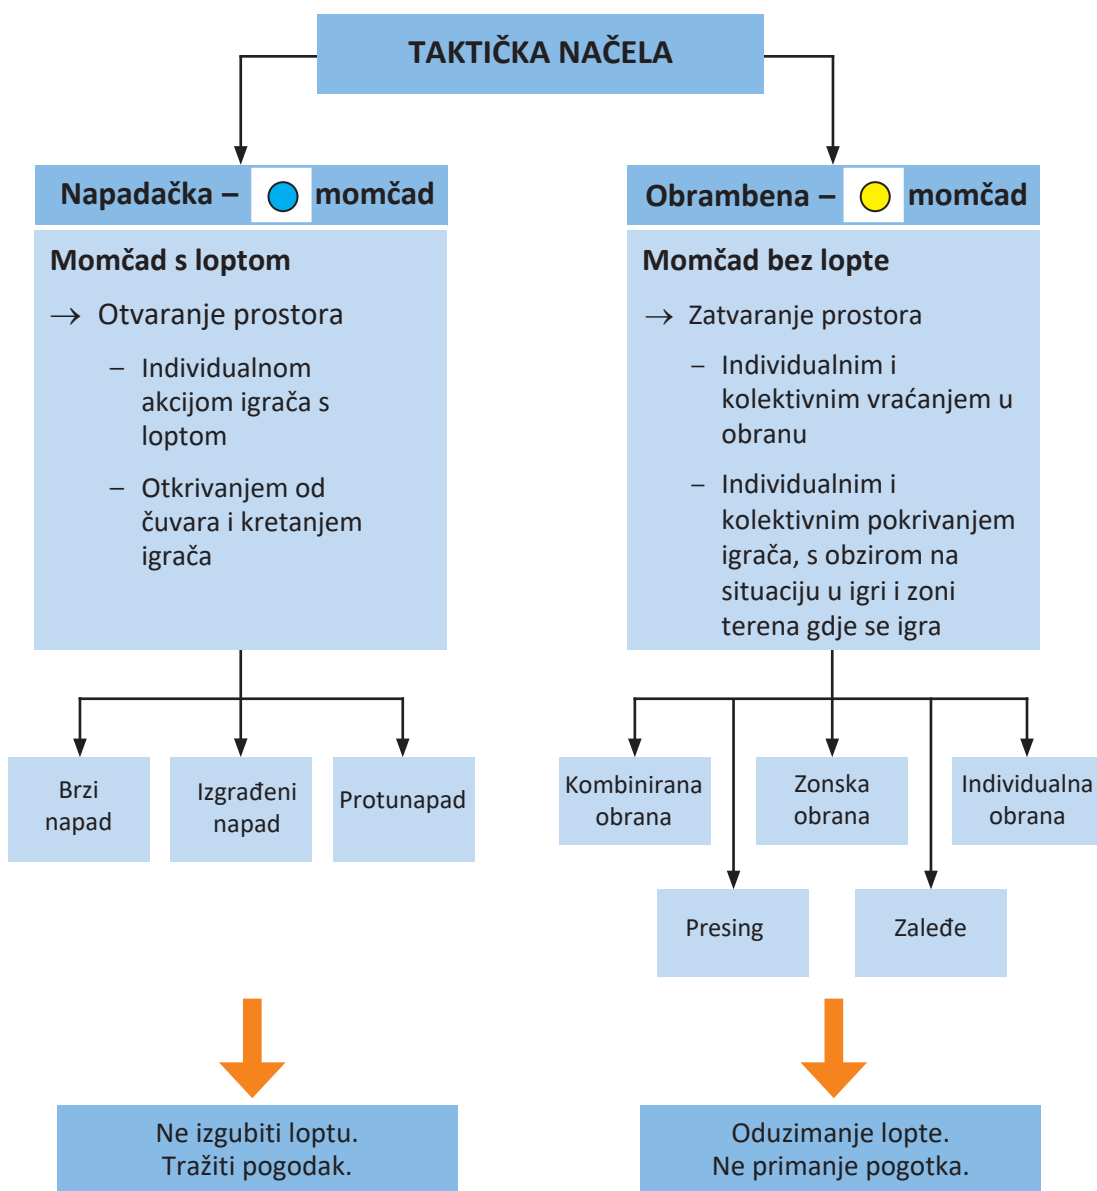 TAKTIČKA NAČELA
Napadačka – momčad
Momčad s loptom
→ Otvaranje prostora
– Individualnom
akcijom igrača s
loptom
– Otkrivanjem od
čuvara i kretanjem
igrača
Brzi
napad
Izgrađeni
napad
Protunapad
Ne izgubiti loptu.
Tražiti pogodak.
Obrambena – momčad
Momčad bez lopte
→ Zatvaranje prostora
– Individualnim i
kolektivnim vraćanjem u
obranu
– Individualnim i
kolektivnim pokrivanjem
igrača, s obzirom na
situaciju u igri i zoni
terena gdje se igra
Kombinirana
obrana
Zonska
obrana
Individualna
obrana
Presing
Zaleđe
Oduzimanje lopte.
Ne primanje pogotka.